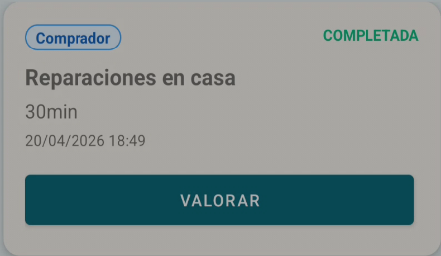 Comprador
COMPLETADA
Reparaciones en casa
30min
20/04/2026 18:49
VALORAR